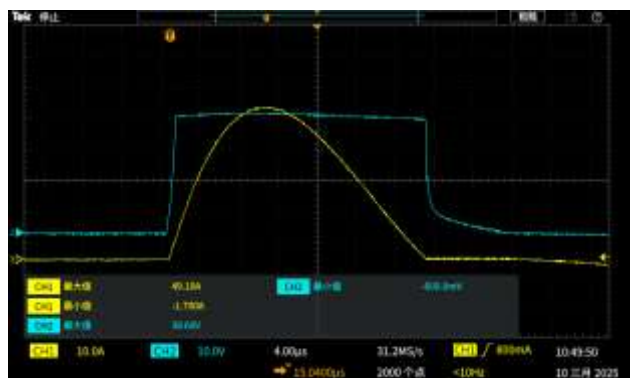 Tek 停止
CH1 最大值 49.18A CH2 最小值
CH1 最小值 -1.780A
CH2 最大值
CH1 10.0A CH2 10.0V 4.00μs 31.2MS/s CH1 800mA 10:49:50
15.0400μs 2000 个点 <10Hz 10 三月 2025